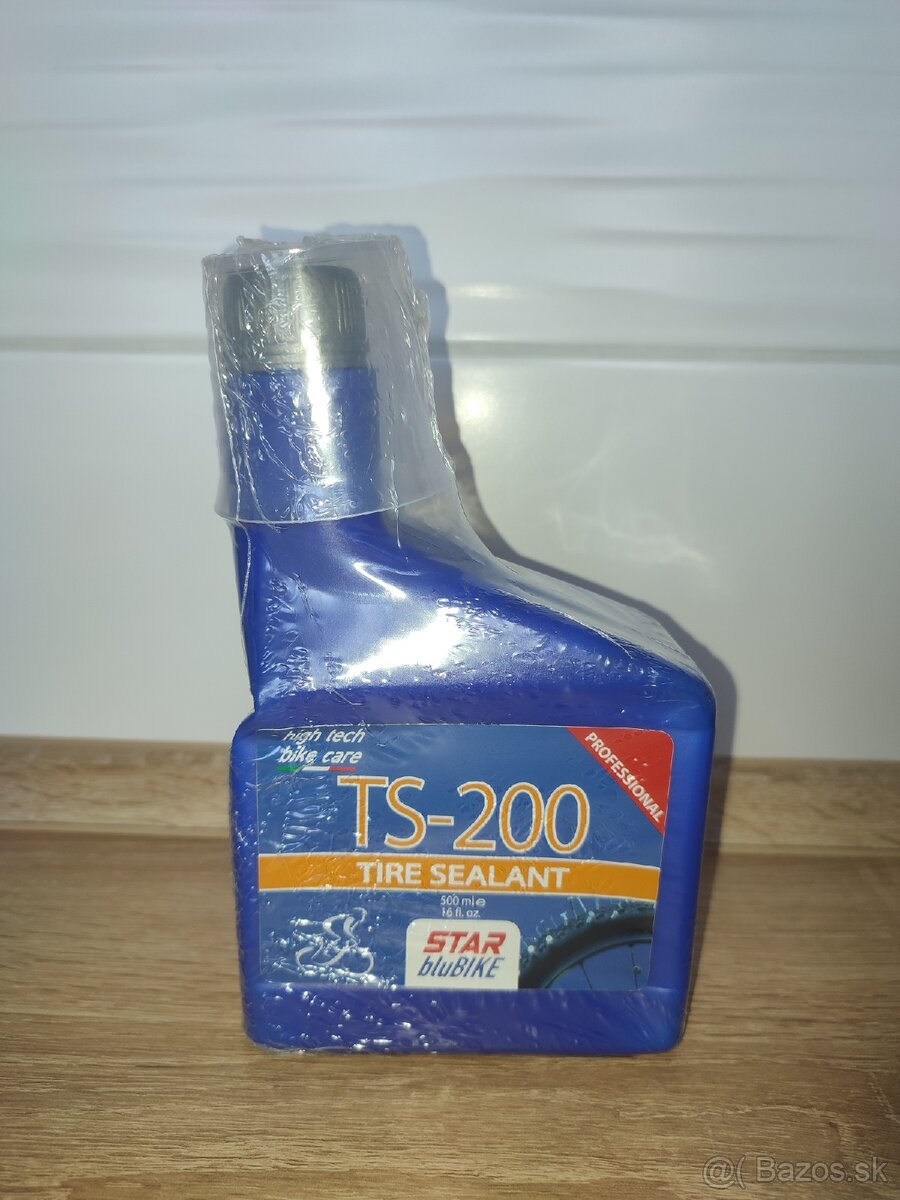 high tech
bike care
PROFESSIONAL
TS-200
TIRE SEALANT
500 ml e
16 fl. oz.
STAR
bluBIKE
@( Bazos.sk